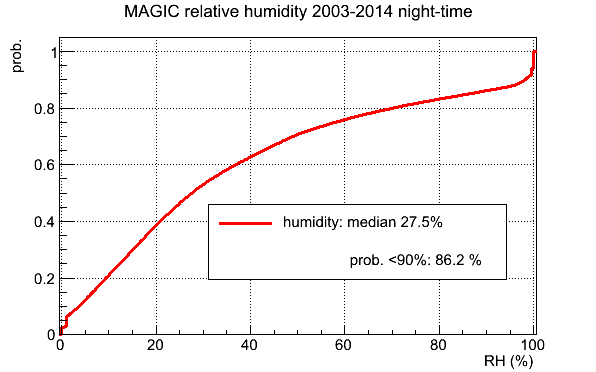 MAGIC relative humidity 2003-2014 night-time
prob.
1
0.8
0.6
0.4
0.2
0
humidity: median 27.5%
prob. <90%: 86.2 %
0 20 40 60 80 100
RH (%)